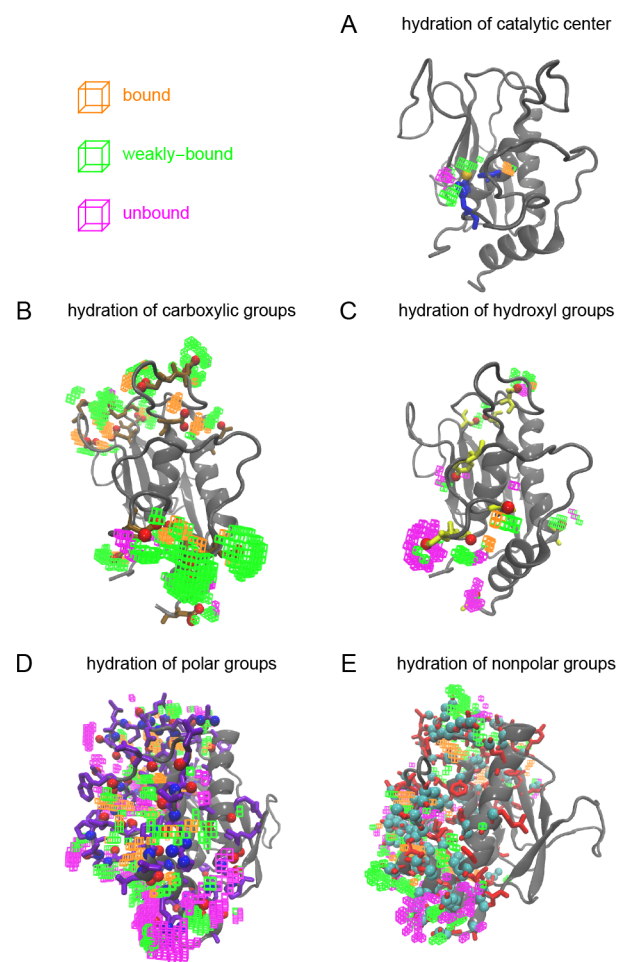 A hydration of catalytic center
bound
weakly-bound
unbound
B hydration of carboxylic groups
C hydration of hydroxyl groups
D hydration of polar groups
E hydration of nonpolar groups